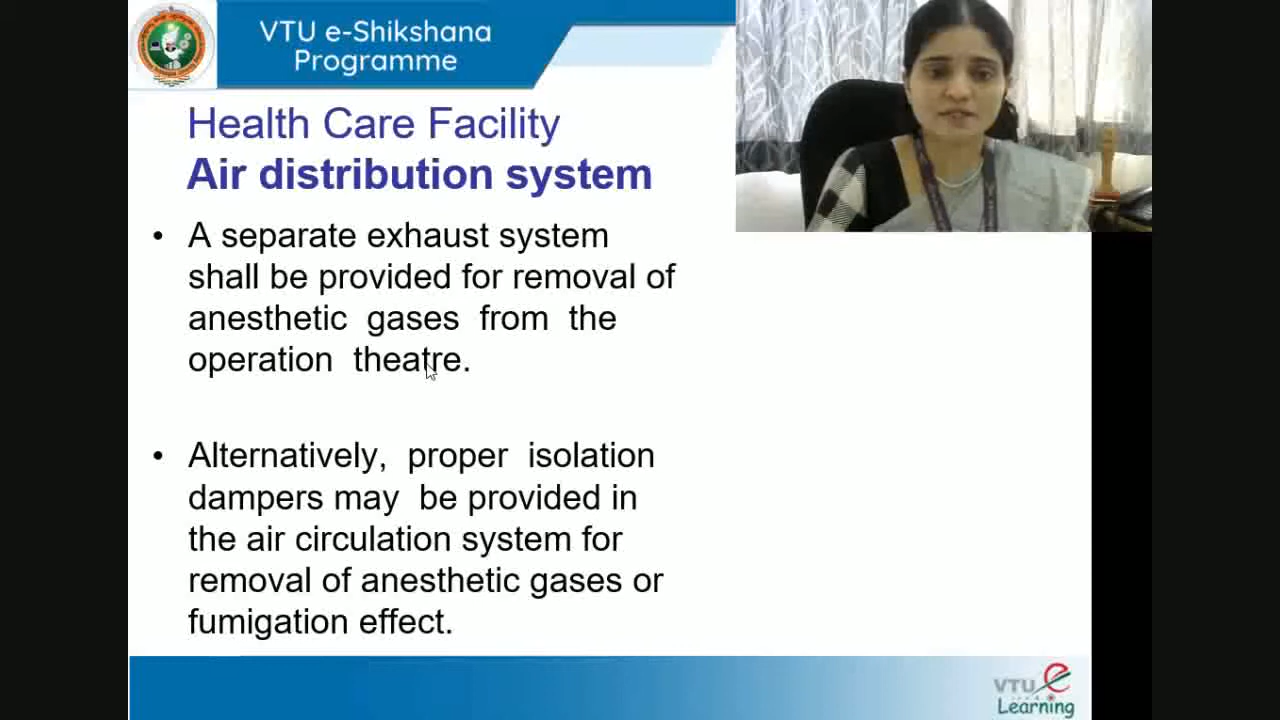 VTU e-Shikshana
Programme
Health Care Facility
Air distribution system
• A separate exhaust system
shall be provided for removal of
anesthetic gases from the
operation theatre.
• Alternatively, proper isolation
dampers may be provided in
the air circulation system for
removal of anesthetic gases or
fumigation effect.
VTU e
Learning